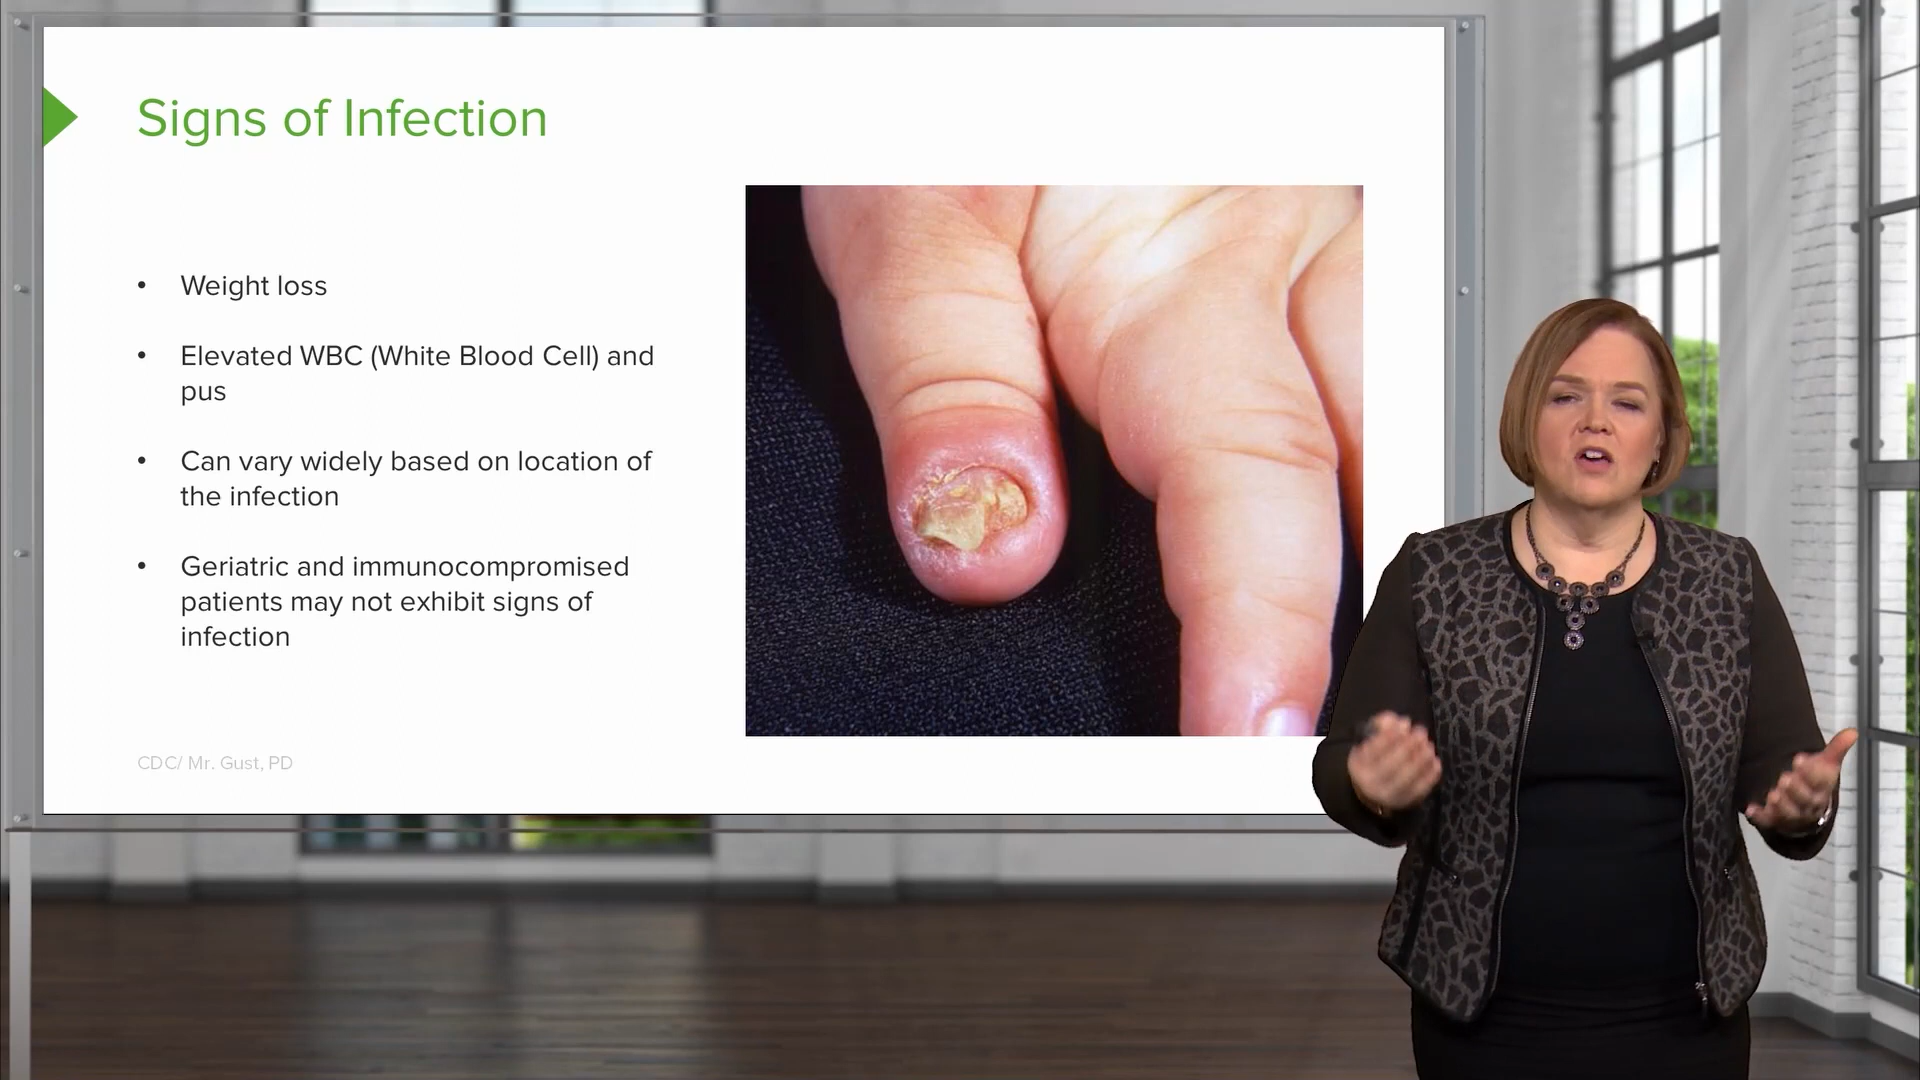 Signs of Infection
• Weight loss
• Elevated WBC (White Blood Cell) and
pus
• Can vary widely based on location of
the infection
• Geriatric and immunocompromised
patients may not exhibit signs of
infection
CDC/ Mr. Gust, PD